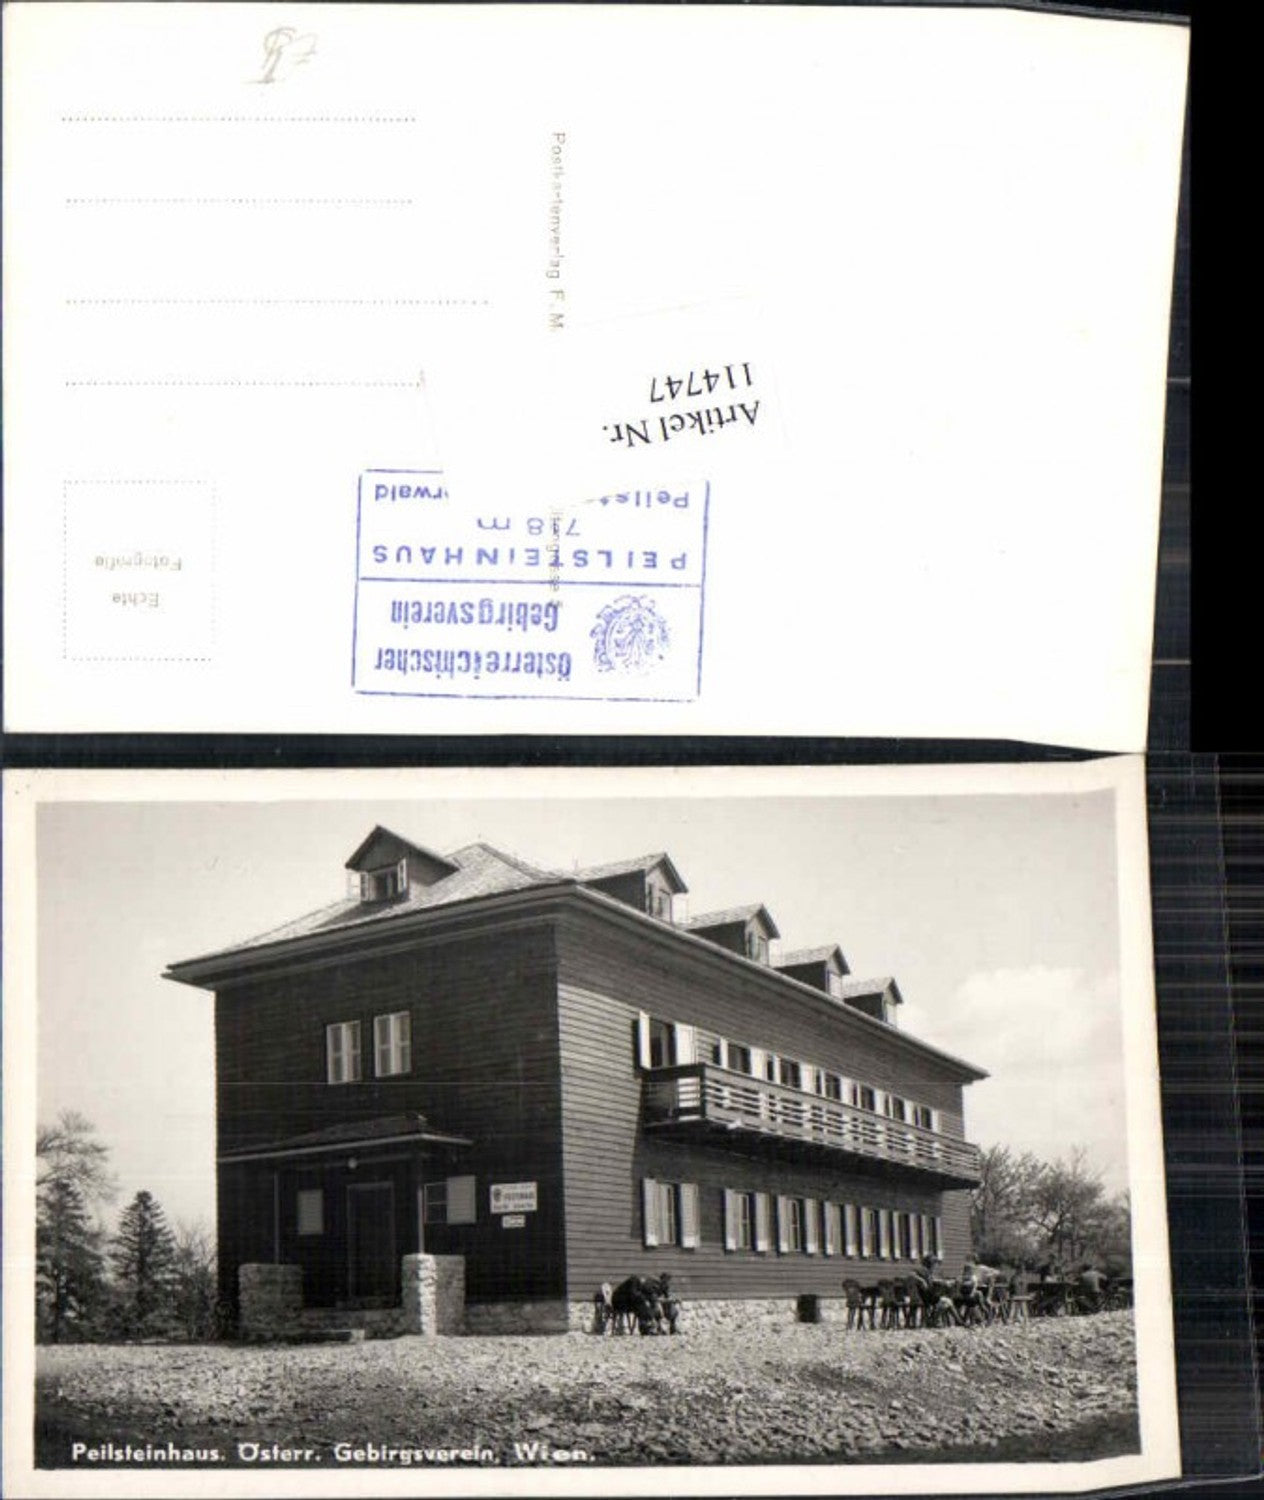 Postkartenverlag F. M.
Artikel Nr.
114747
Österreichischer
Gebirgsverein
PEILSTEINHAUS
718 m
Echte
Fotografie
Peilsteinhaus. Österr. Gebirgsverein, Wien.